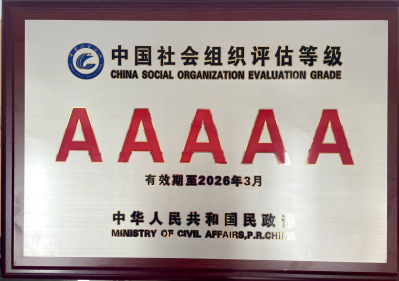 中国社会组织评估等级
CHINA SOCIAL ORGANIZATION EVALUATION GRADE
AAAAA
有效期至2026年3月
中华人民共和国民政部
MINISTRY OF CIVIL AFFAIRS,P.R.CHINA